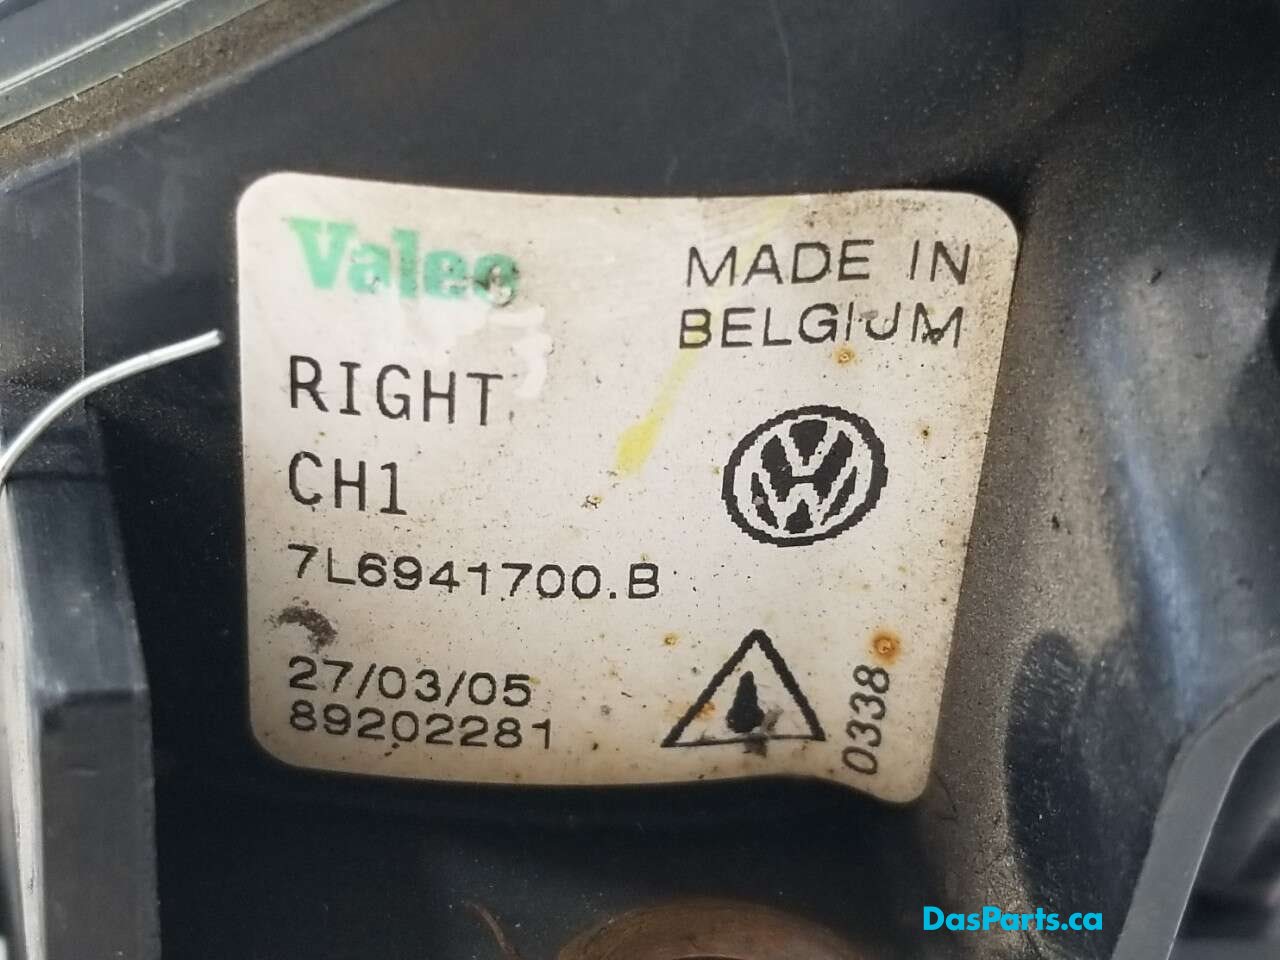 Valeo
MADE IN
BELGIUM
RIGHT
CH1
7L6941700.B
27/03/05
89202281
0338
DasParts.ca